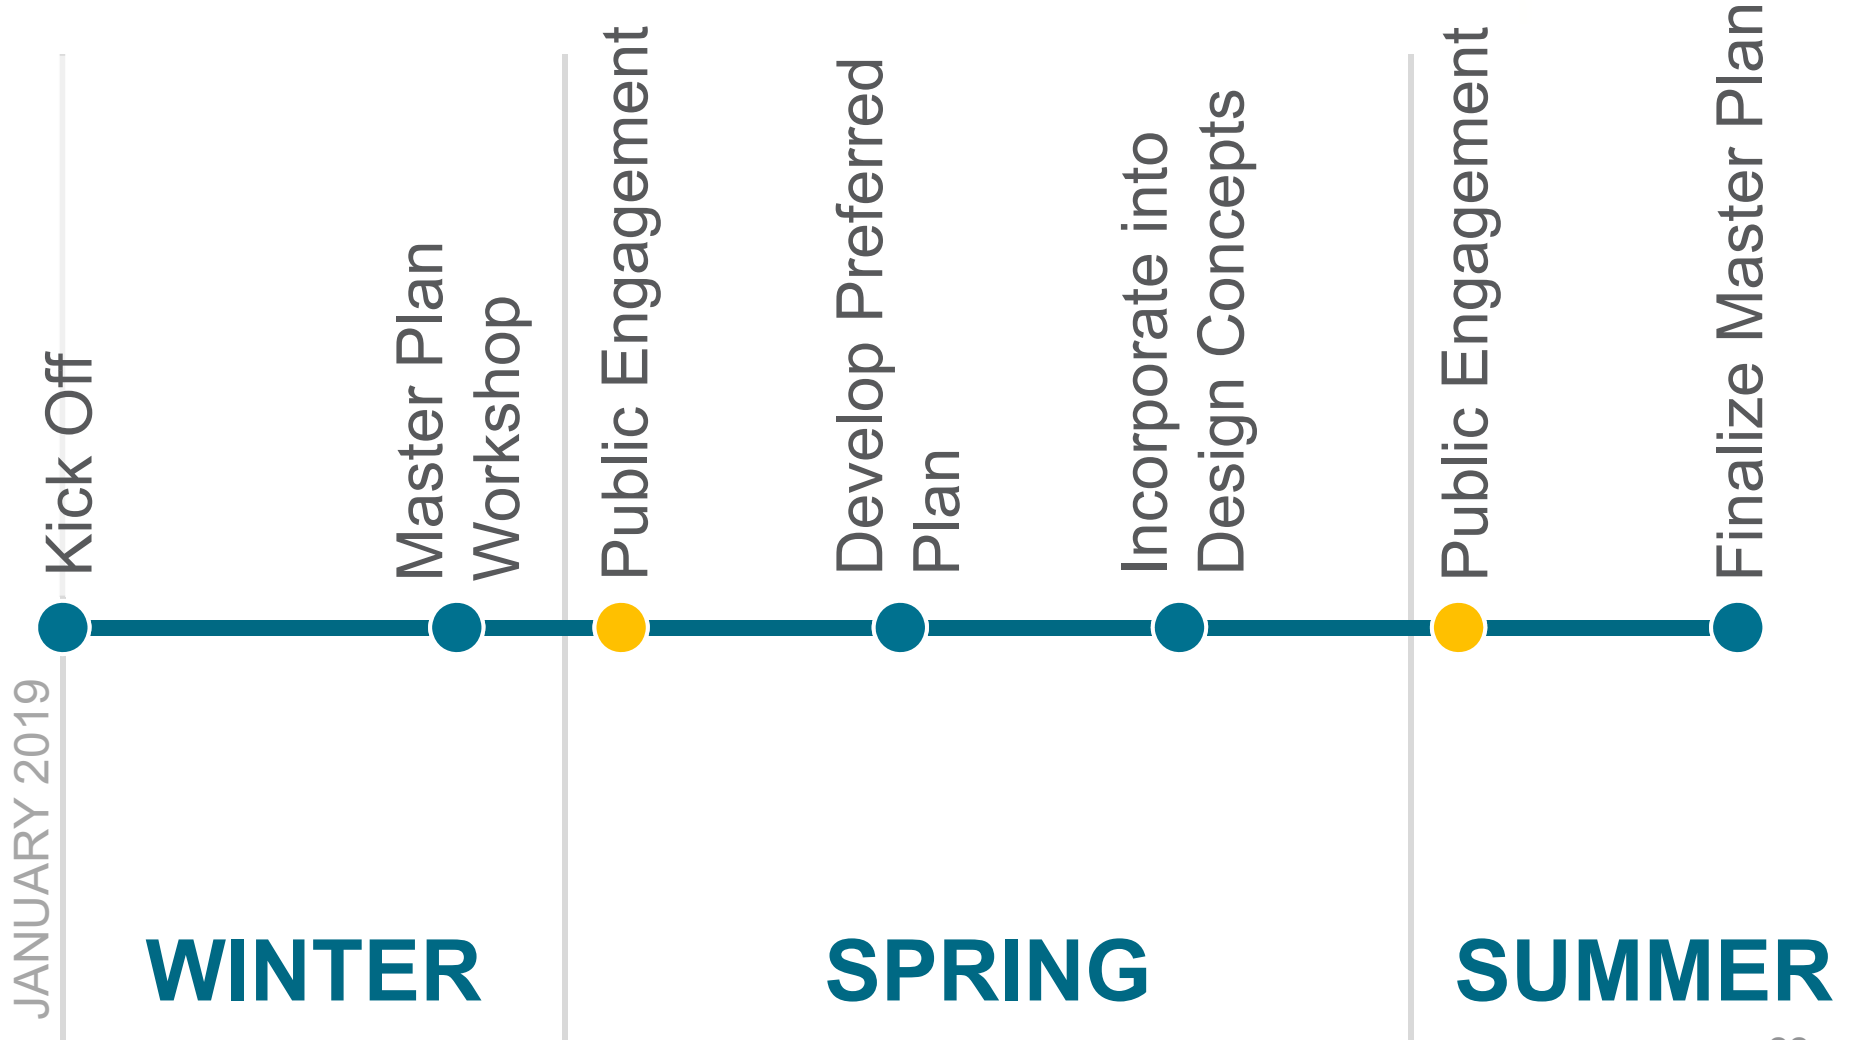 Kick Off
Master Plan
Workshop
Public Engagement
Develop Preferred
Plan
Incorporate into
Design Concepts
Public Engagement
Finalize Master Plan
JANUARY 2019
WINTER
SPRING
SUMMER